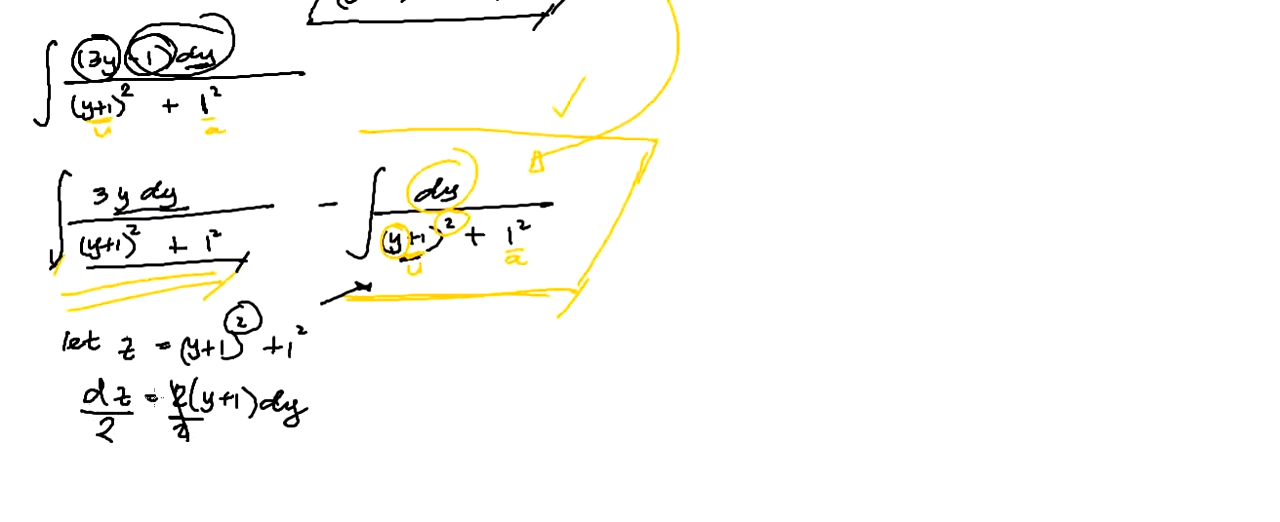 ∫ (3y - 1) dy
(y+1)² + 1²
u a
∫ 3y dy / (y+1)² + 1² - ∫ dy / (y+1)² + 1²
u a
let z = (y+1)² + 1²
dz/2 = 2(y+1)dy/2